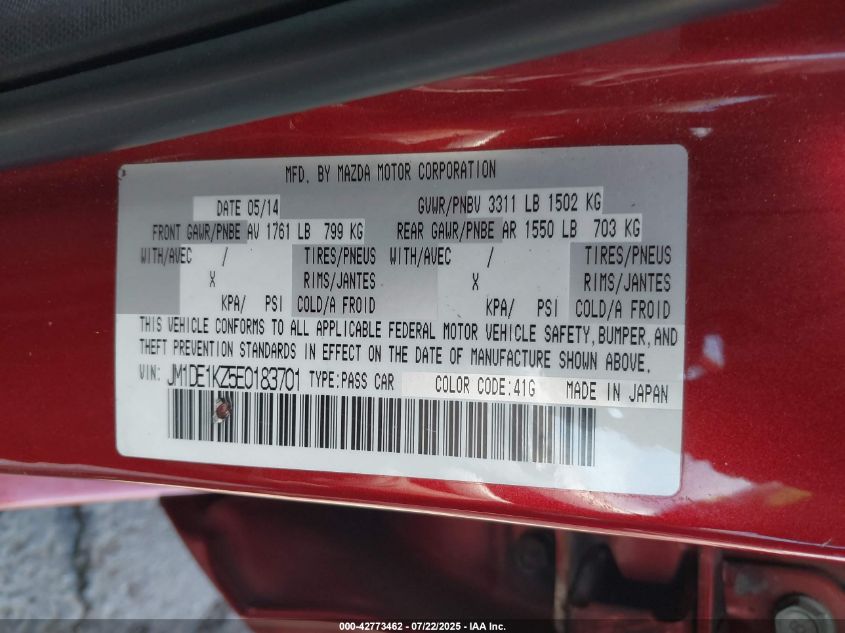 MFD. BY MAZDA MOTOR CORPORATION
DATE 05/14 GVWR/PNBV 3311 LB 1502 KG
FRONT GAWR/PNBE AV 1761 LB 799 KG REAR GAWR/PNBE AR 1550 LB 703 KG
WITH/AVEC / TIRES/PNEUS WITH/AVEC / TIRES/PNEUS
X RIMS/JANTES X RIMS/JANTES
KPA/ PSI COLD/A FROID KPA/ PSI COLD/A FROID
THIS VEHICLE CONFORMS TO ALL APPLICABLE FEDERAL MOTOR VEHICLE SAFETY,BUMPER,AND
THEFT PREVENTION STANDARDS IN EFFECT ON THE DATE OF MANUFACTURE SHOWN ABOVE.
VIN: JM1DE1KZ5E0183701 TYPE:PASS CAR COLOR CODE:41G MADE IN JAPAN
000-42773462 - 07/22/2025 - IAA Inc.